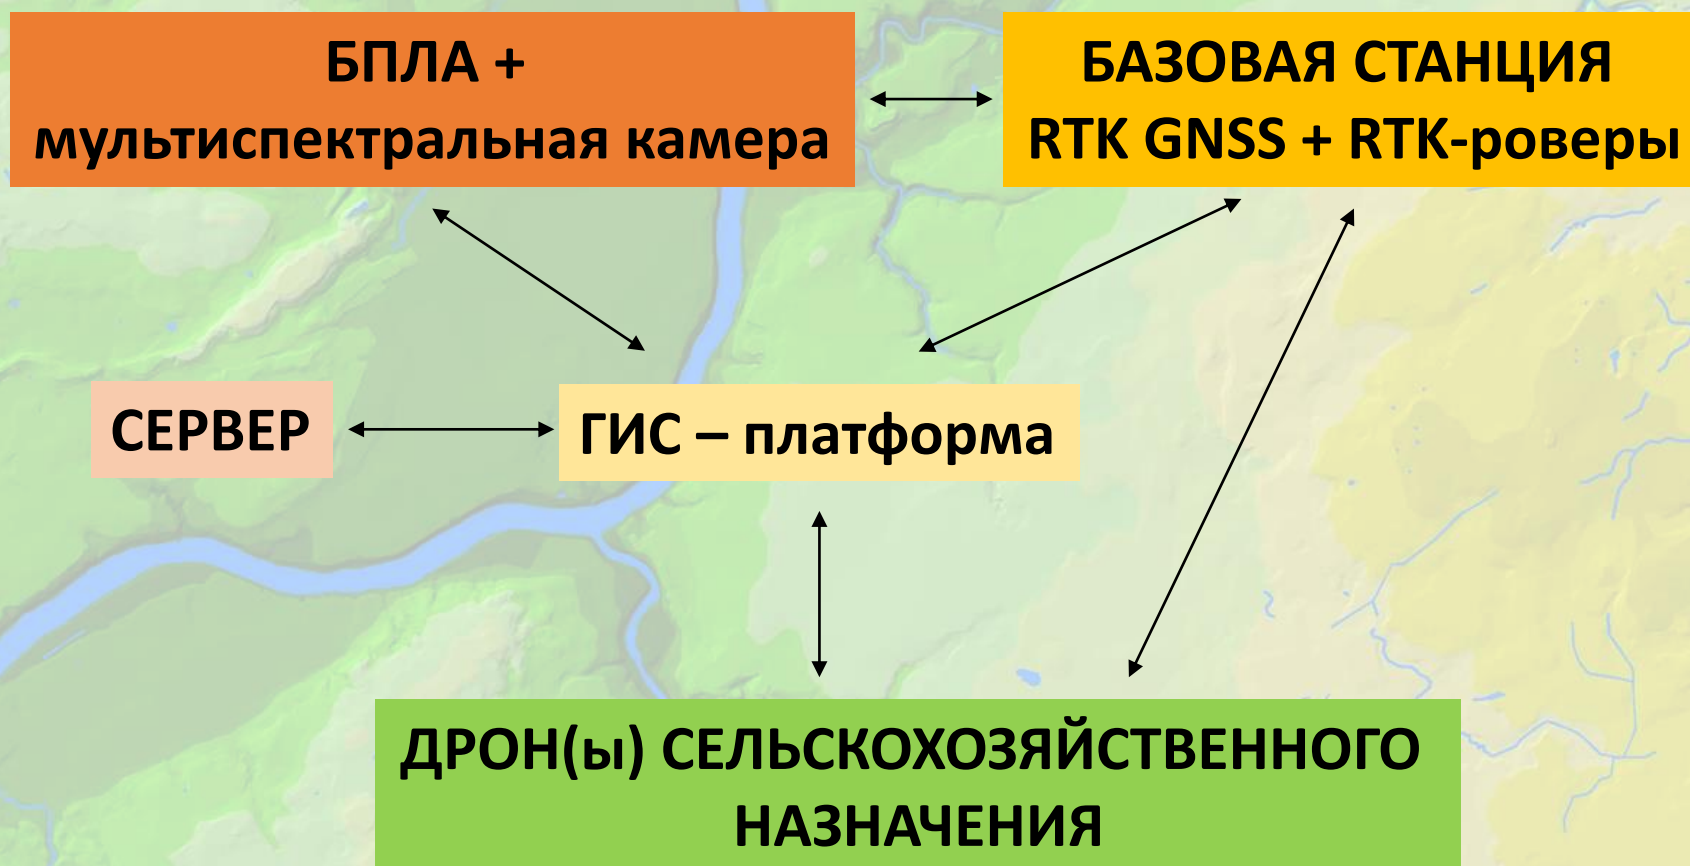 БПЛА +
мультиспектральная камера
БАЗОВАЯ СТАНЦИЯ
RTK GNSS + RTK-роверы
СЕРВЕР
ГИС – платформа
ДРОН(ы) СЕЛЬСКОХОЗЯЙСТВЕННОГО
НАЗНАЧЕНИЯ